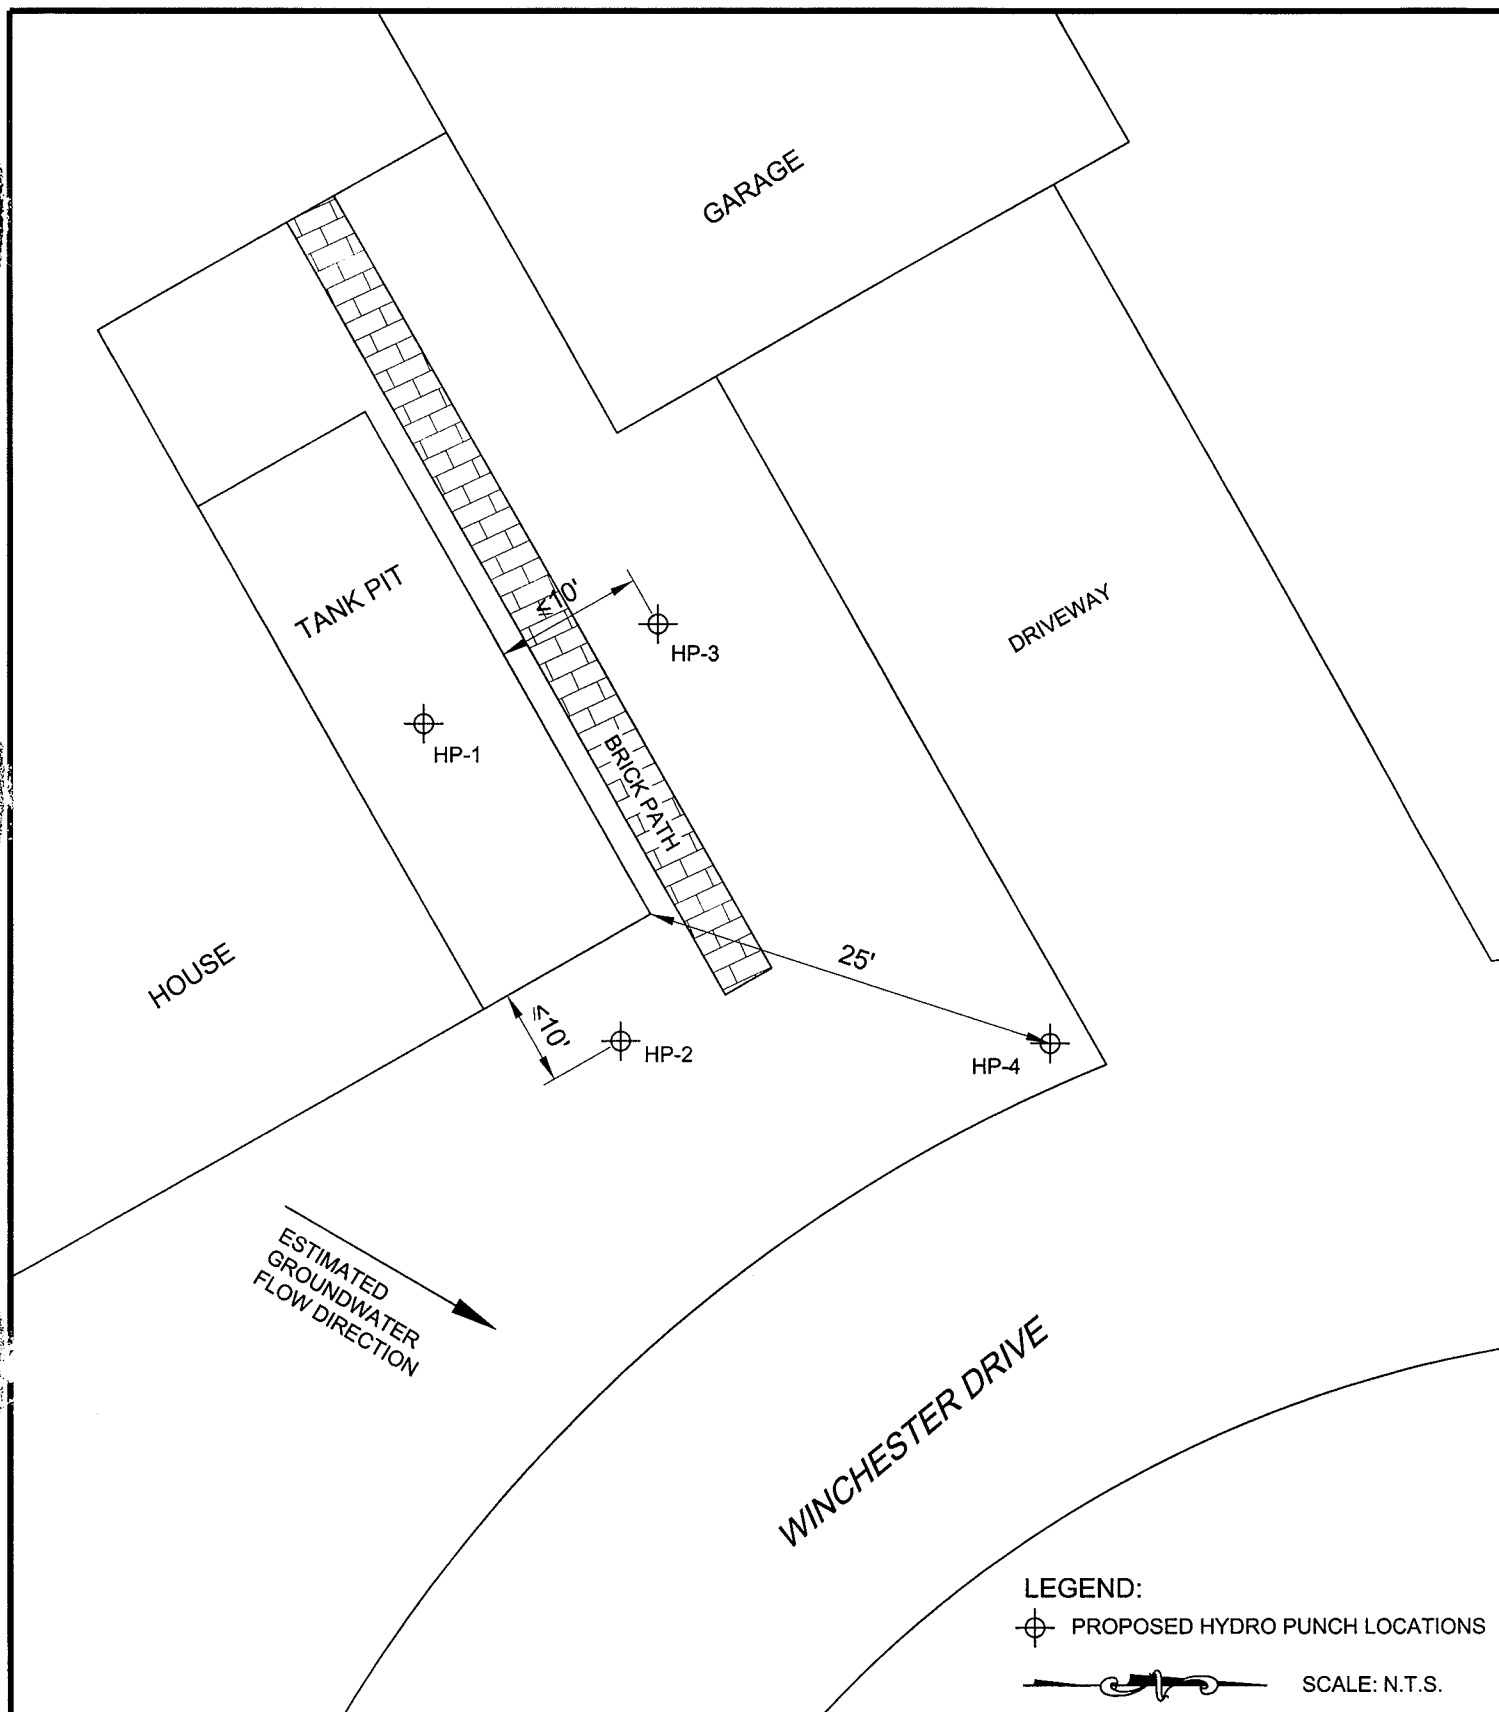 GARAGE
TANK PIT
≤10'
HP-3
DRIVEWAY
HP-1
BRICK PATH
HOUSE
25'
≤10'
HP-2
HP-4
ESTIMATED
GROUNDWATER
FLOW DIRECTION
WINCHESTER DRIVE
LEGEND:
PROPOSED HYDRO PUNCH LOCATIONS
SCALE: N.T.S.